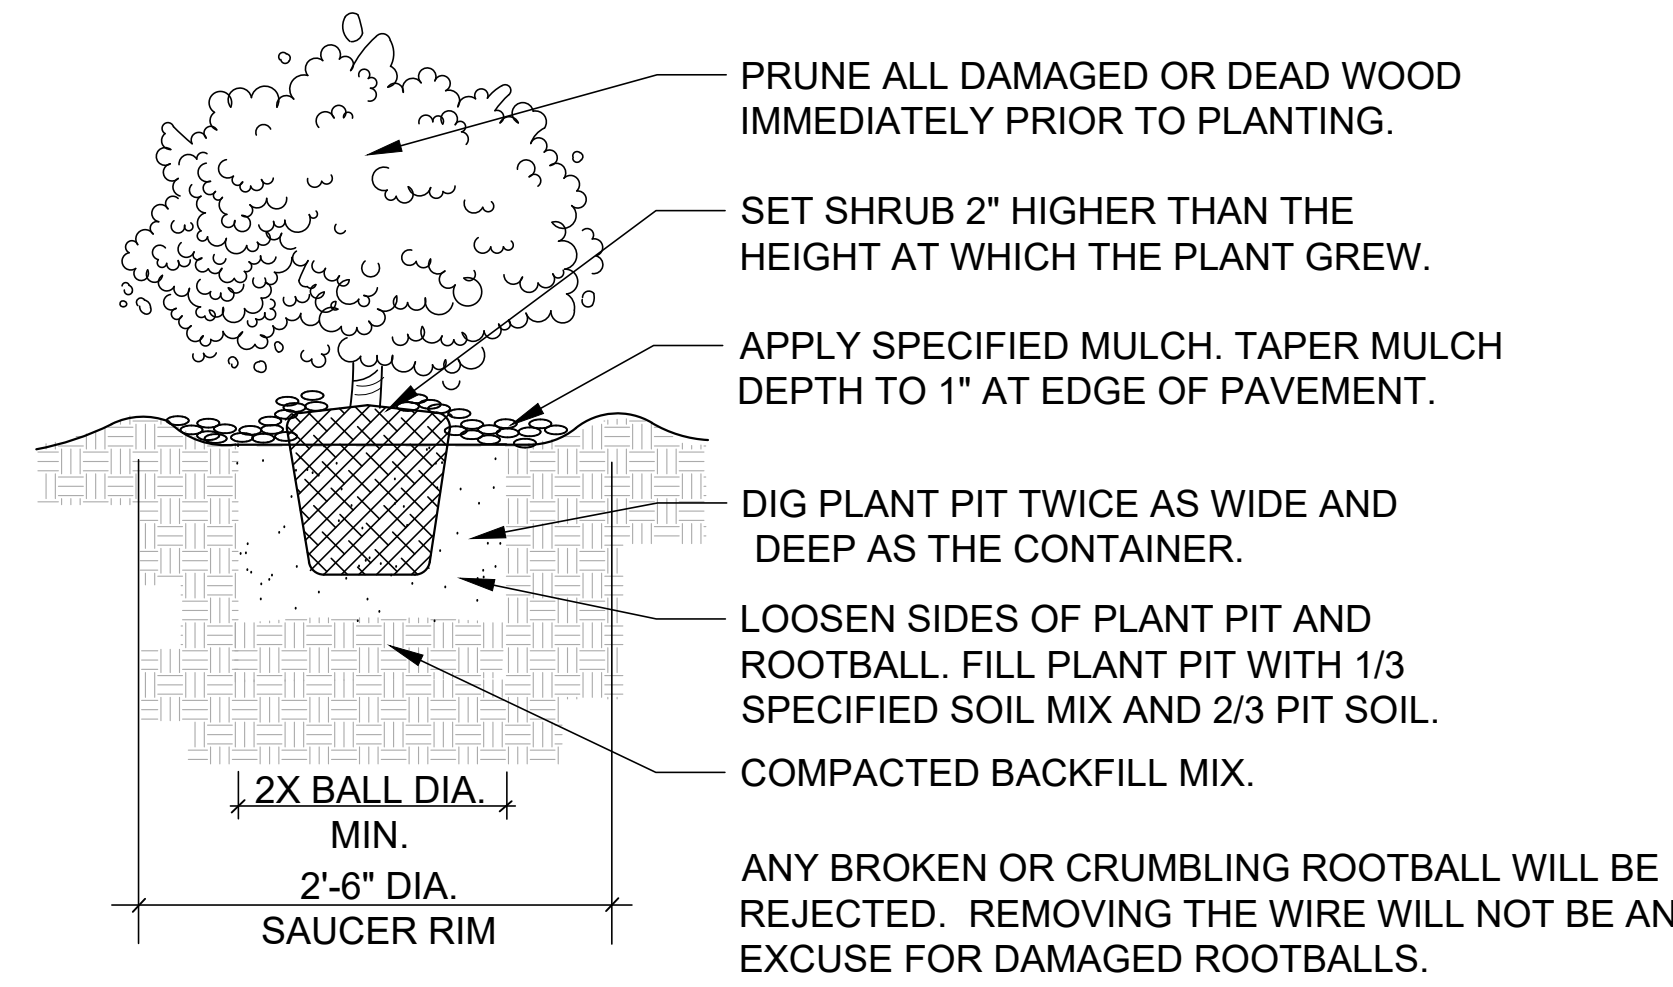 PRUNE ALL DAMAGED OR DEAD WOOD
IMMEDIATELY PRIOR TO PLANTING.
SET SHRUB 2" HIGHER THAN THE
HEIGHT AT WHICH THE PLANT GREW.
APPLY SPECIFIED MULCH. TAPER MULCH
DEPTH TO 1" AT EDGE OF PAVEMENT.
DIG PLANT PIT TWICE AS WIDE AND
DEEP AS THE CONTAINER.
LOOSEN SIDES OF PLANT PIT AND
ROOTBALL. FILL PLANT PIT WITH 1/3
SPECIFIED SOIL MIX AND 2/3 PIT SOIL.
COMPACTED BACKFILL MIX.
2X BALL DIA.
MIN.
2'-6" DIA.
SAUCER RIM
ANY BROKEN OR CRUMBLING ROOTBALL WILL BE
REJECTED.  REMOVING THE WIRE WILL NOT BE AN
EXCUSE FOR DAMAGED ROOTBALLS.